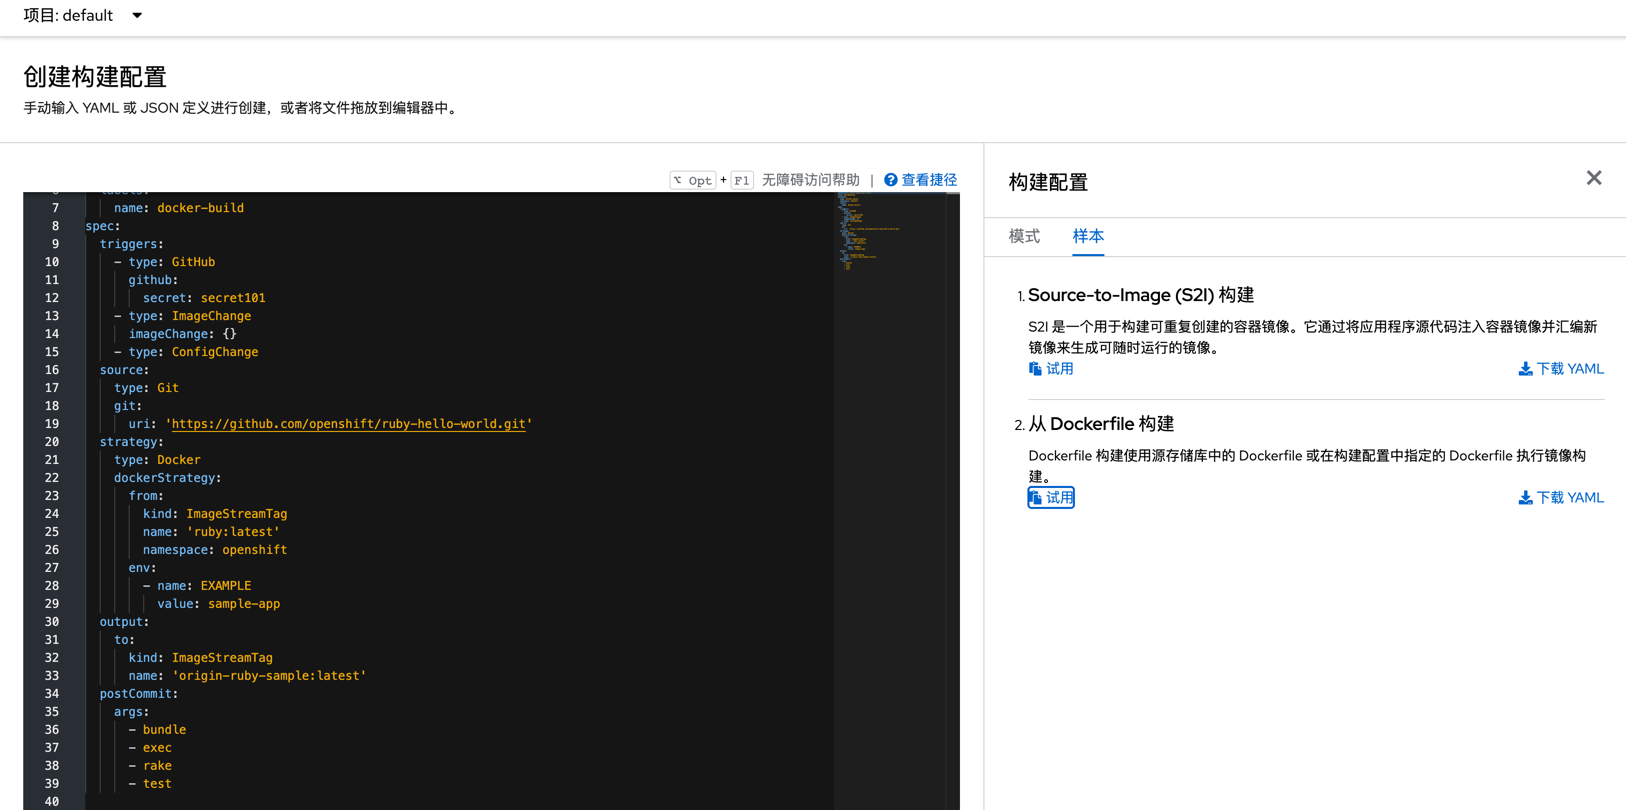 项目: default
创建构建配置
手动输入 YAML 或 JSON 定义进行创建，或者将文件拖放到编辑器中。
⌥ Opt + F1 无障碍访问帮助 | 查看捷径
7 name: docker-build
8 spec:
9 triggers:
10 - type: GitHub
11 github:
12 secret: secret101
13 - type: ImageChange
14 imageChange: {}
15 - type: ConfigChange
16 source:
17 type: Git
18 git:
19 uri: 'https://github.com/openshift/ruby-hello-world.git'
20 strategy:
21 type: Docker
22 dockerStrategy:
23 from:
24 kind: ImageStreamTag
25 name: 'ruby:latest'
26 namespace: openshift
27 env:
28 - name: EXAMPLE
29 value: sample-app
30 output:
31 to:
32 kind: ImageStreamTag
33 name: 'origin-ruby-sample:latest'
34 postCommit:
35 args:
36 - bundle
37 - exec
38 - rake
39 - test
40
构建配置
模式 样本
1. Source-to-Image (S2I) 构建
S2I 是一个用于构建可重复创建的容器镜像。它通过将应用程序源代码注入容器镜像并汇编新
镜像来生成可随时运行的镜像。
试用 下载 YAML
2. 从 Dockerfile 构建
Dockerfile 构建使用源存储库中的 Dockerfile 或在构建配置中指定的 Dockerfile 执行镜像构
建。
试用 下载 YAML